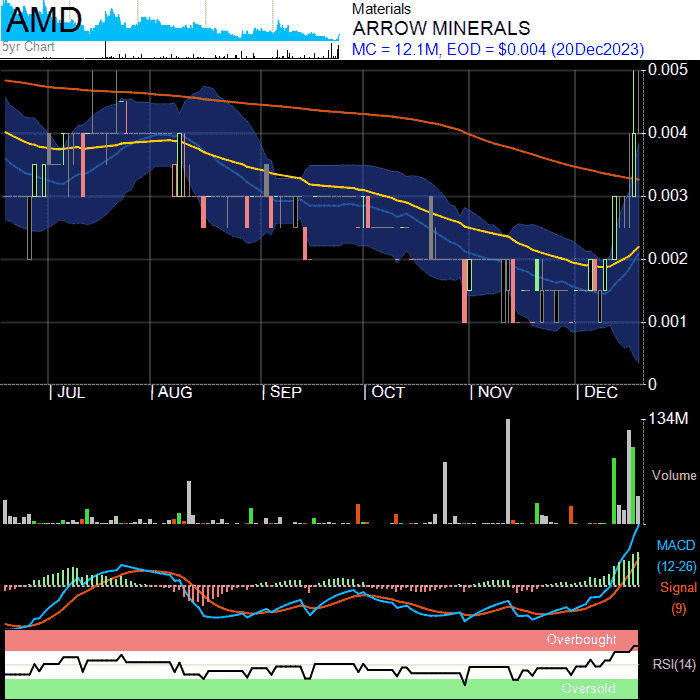 AMD
5yr Chart
Materials
ARROW MINERALS
MC = 12.1M, EOD = $0.004 (20Dec2023)
0.005
0.004
0.003
0.002
0.001
0
JUL AUG SEP OCT NOV DEC
134M
Volume
MACD
(12-26)
Signal
(9)
Overbought
RSI(14)
Oversold